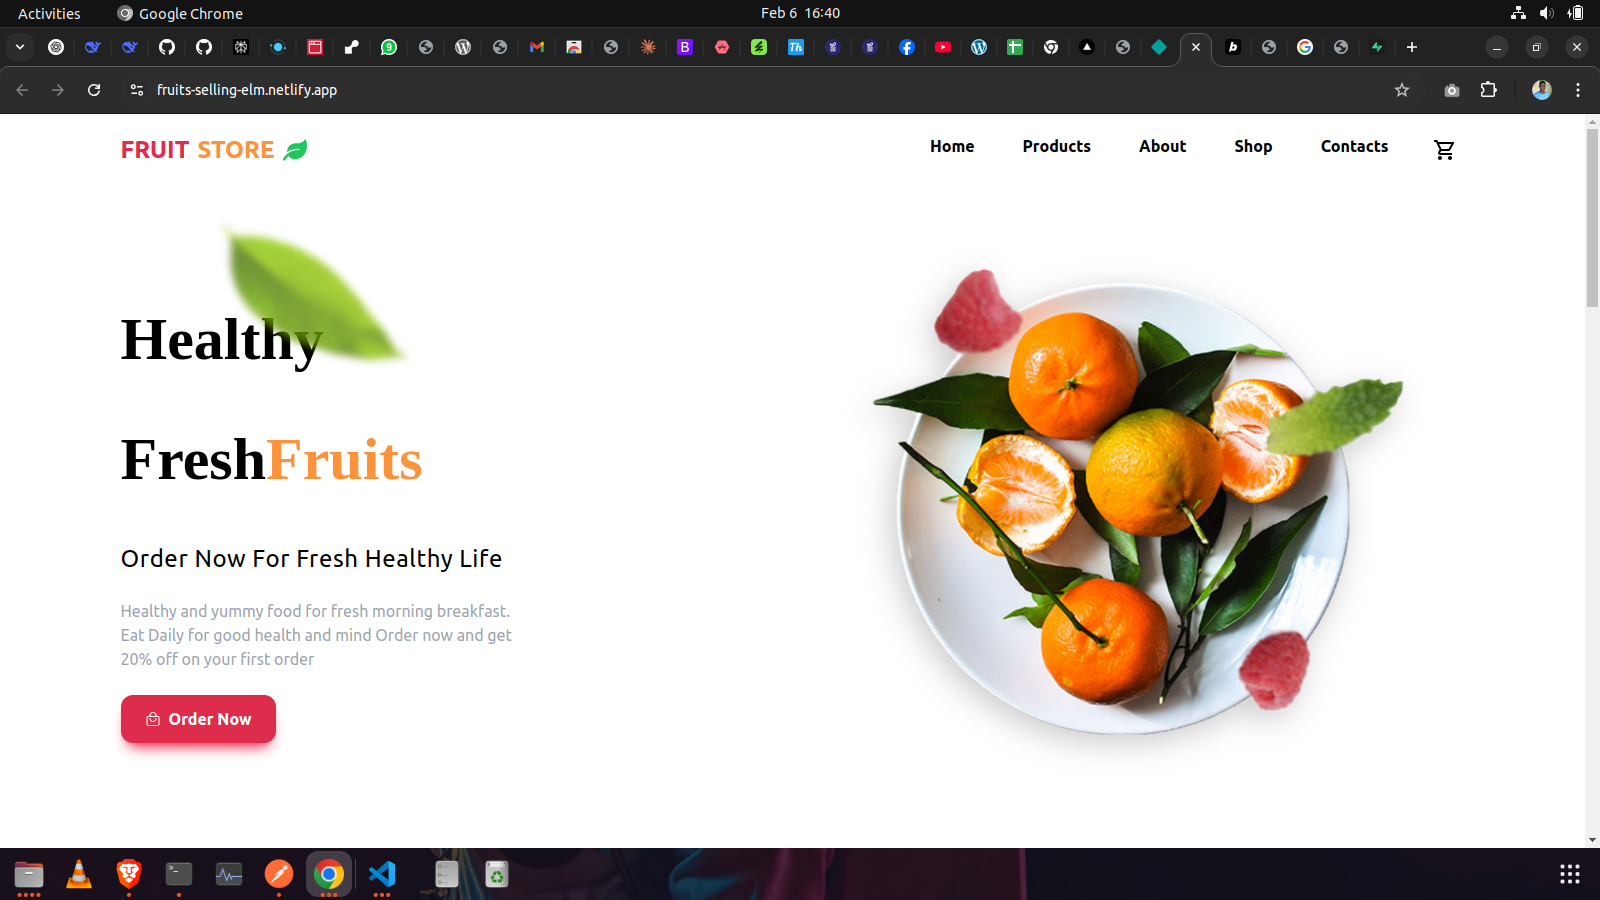 Activities
Google Chrome
Feb 6 16:40
9
B
Th
b
fruits-selling-elm.netlify.app
FRUIT STORE
Home
Products
About
Shop
Contacts
Healthy
FreshFruits
Order Now For Fresh Healthy Life
Healthy and yummy food for fresh morning breakfast.
Eat Daily for good health and mind Order now and get
20% off on your first order
Order Now